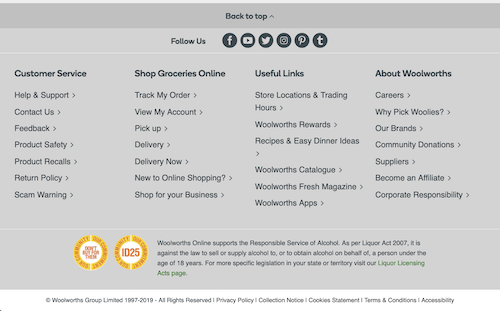 Back to top
Follow Us
Customer Service
Help & Support >
Contact Us >
Feedback >
Product Safety >
Product Recalls >
Return Policy >
Scam Warning >
Shop Groceries Online
Track My Order >
View My Account >
Pick up >
Delivery >
Delivery Now >
New to Online Shopping? >
Shop for your Business >
Useful Links
Store Locations & Trading
Hours >
Woolworths Rewards >
Recipes & Easy Dinner Ideas
>
Woolworths Catalogue >
Woolworths Fresh Magazine >
Woolworths Apps >
About Woolworths
Careers >
Why Pick Woolies? >
Our Brands >
Community Donations >
Suppliers >
Become an Affiliate >
Corporate Responsibility >
DON'T
BUY FOR
THEM
ID25
Woolworths Online supports the Responsible Service of Alcohol. As per Liquor Act 2007, it is
against the law to sell or supply alcohol to, or to obtain alcohol on behalf of, a person under the
age of 18 years. For more specific legislation in your state or territory visit our Liquor Licensing
Acts page.
© Woolworths Group Limited 1997-2019 - All Rights Reserved | Privacy Policy | Collection Notice | Cookies Statement | Terms & Conditions | Accessibility